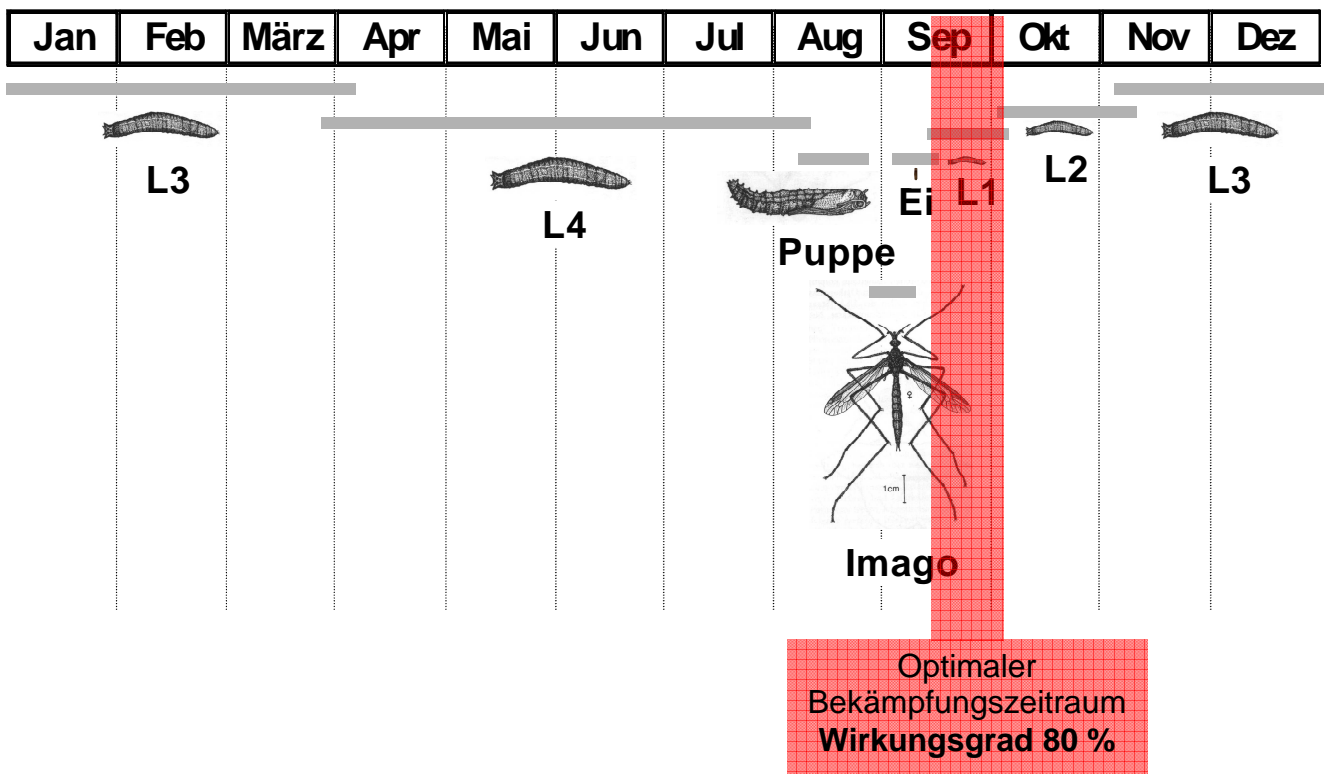 Jan Feb März Apr Mai Jun Jul Aug Sep Okt Nov Dez
L3
L4
Puppe
Ei
L1
L2
L3
♀
1cm
Imago
Optimaler
Bekämpfungszeitraum
Wirkungsgrad 80 %